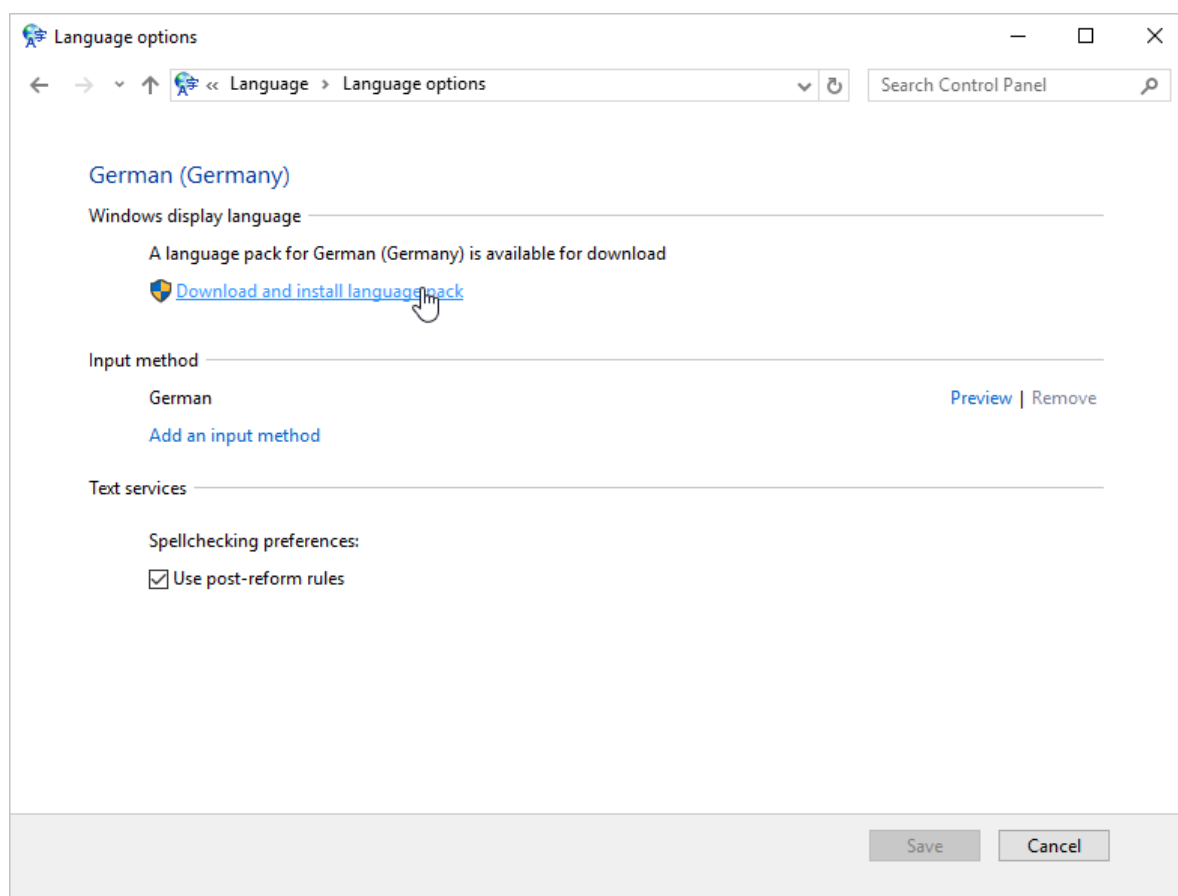 Language options
« Language › Language options
Search Control Panel
German (Germany)
Windows display language
A language pack for German (Germany) is available for download
Download and install language pack
Input method
German
Preview | Remove
Add an input method
Text services
Spellchecking preferences:
Use post-reform rules
Save
Cancel